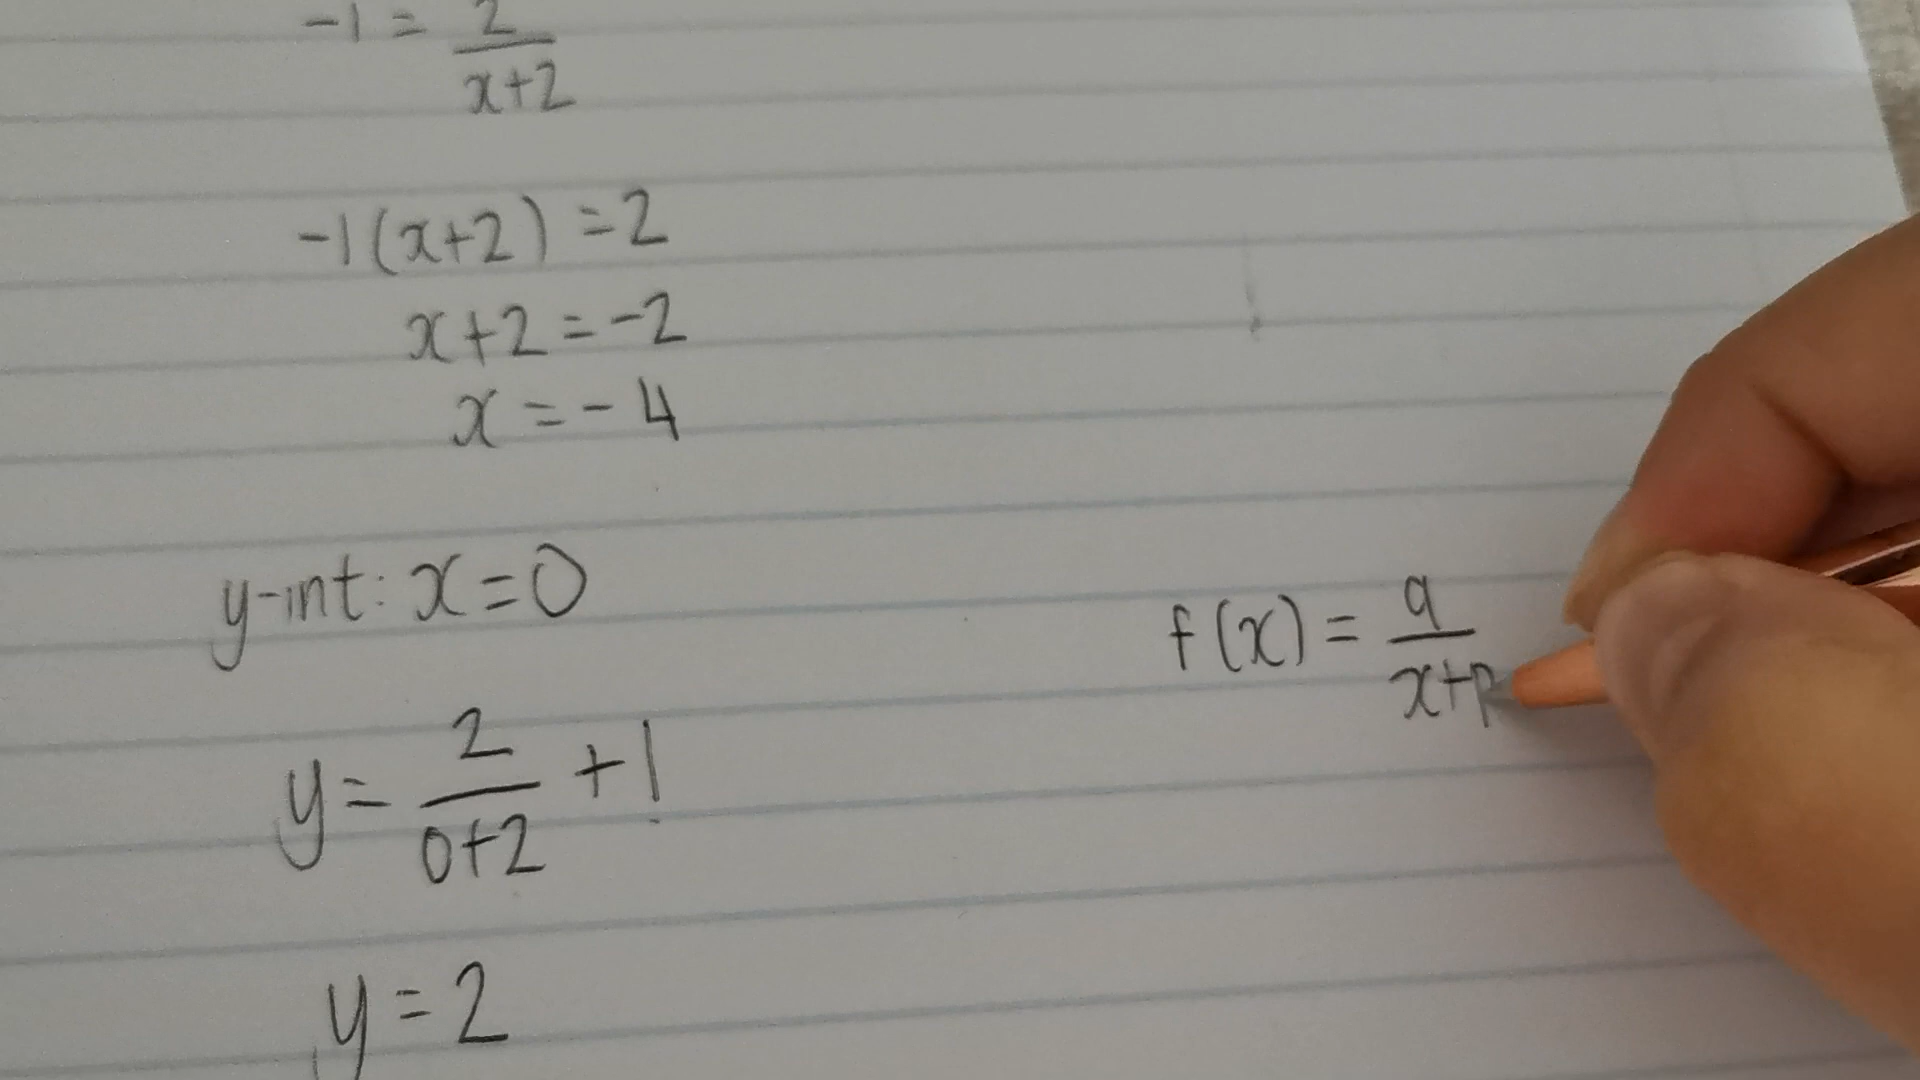 -1 = 2/(x+2)
-1(x+2) = 2
x+2 = -2
x = -4
y-int: x = 0
f(x) = a/(x+p
y = 2/(0+2) + 1
y = 2